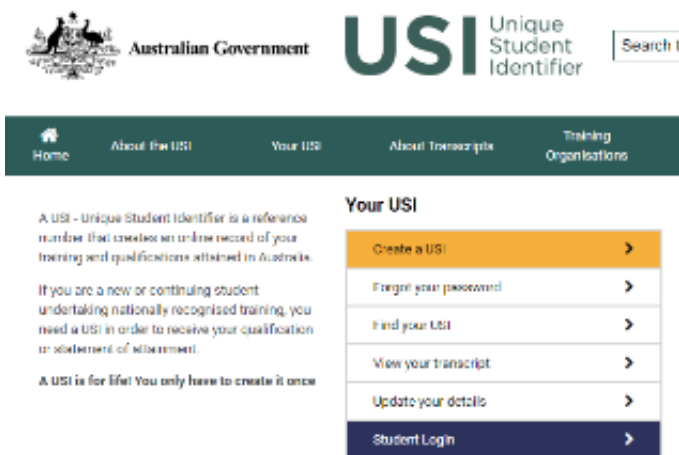 Australian Government
USI
Unique
Student
Identifier
Search t
Home
About the USI
Your USI
About Transcripts
Training
Organisations
A USI - Unique Student Identifier is a reference
number that creates an online record of your
training and qualifications attained in Australia.
If you are a new or continuing student
undertaking nationally recognised training, you
need a USI in order to receive your qualification
or statement of attainment.
A USI is for life! You only have to create it once
Your USI
Create a USI
Forgot your password
Find your USI
View your transcript
Update your details
Student Login